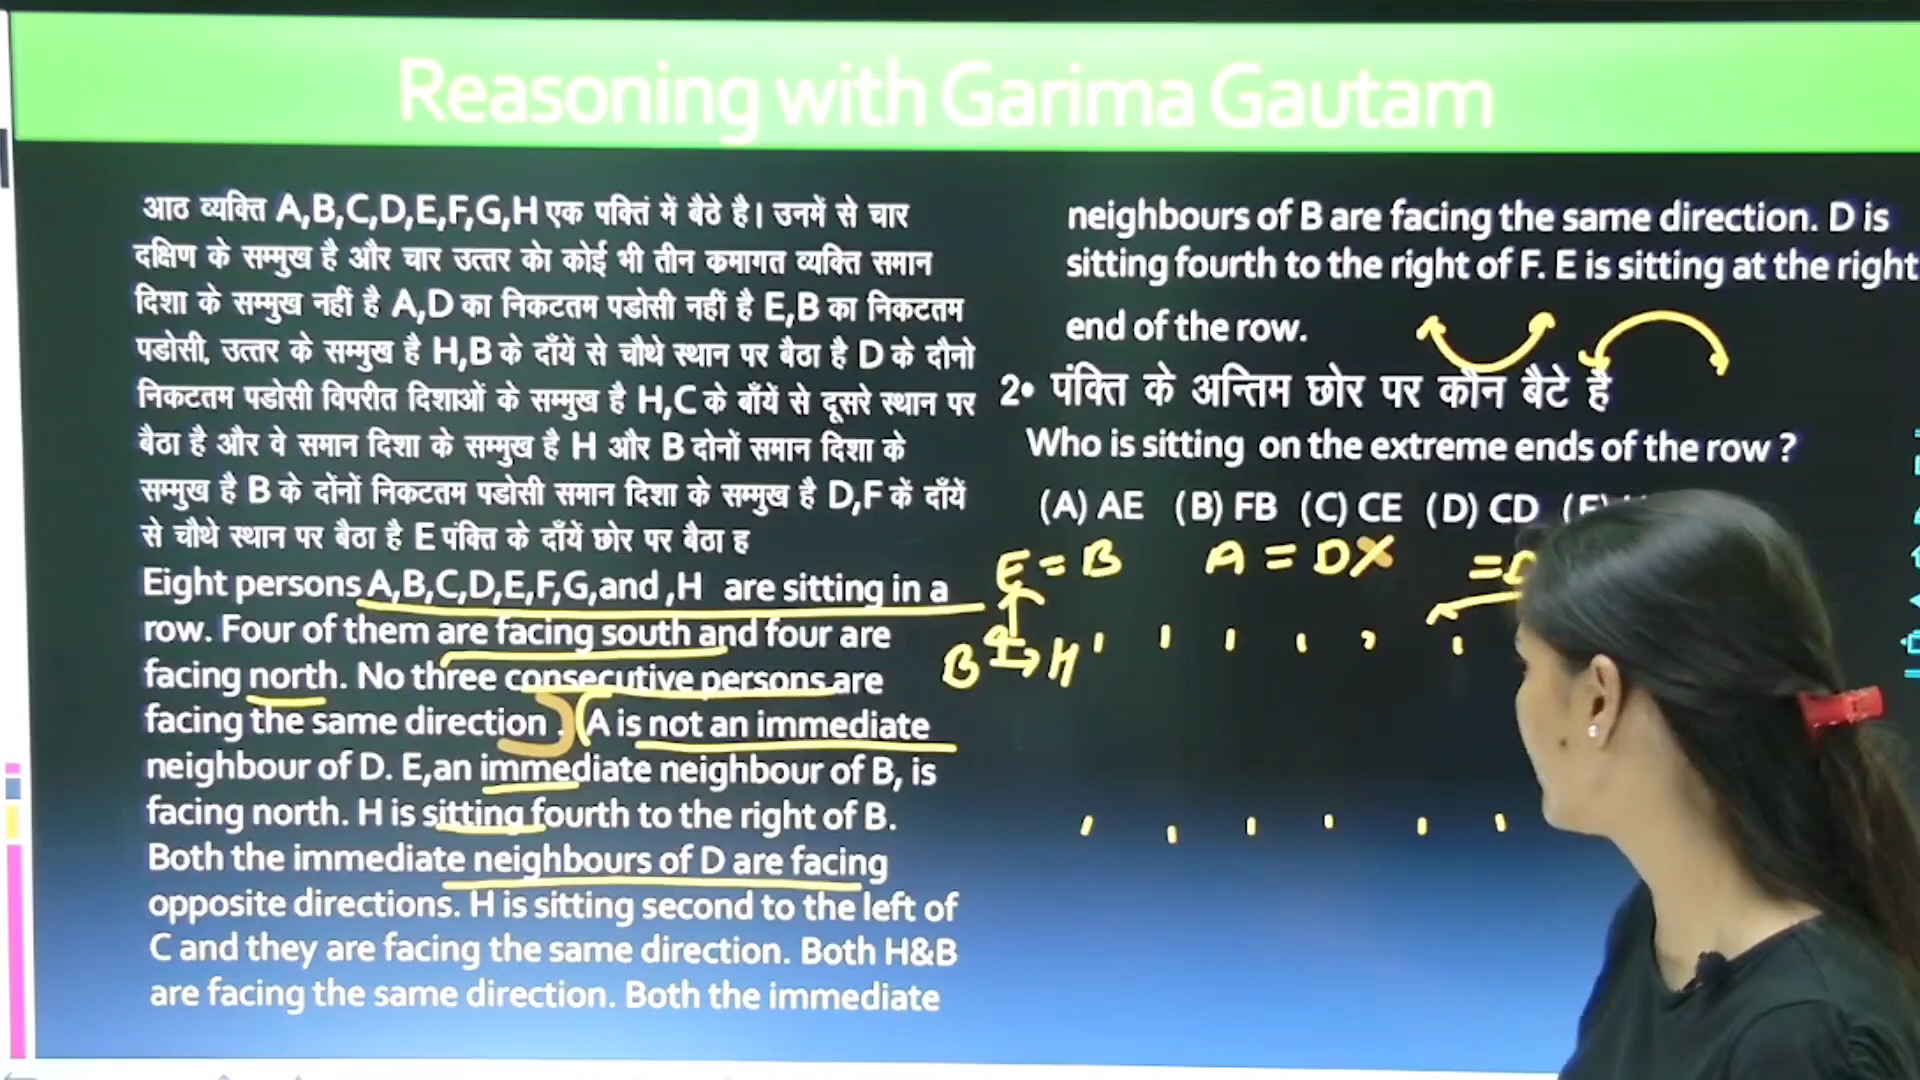 Reasoning with Garima Gautam
आठ व्यक्ति A,B,C,D,E,F,G,H एक पक्तिं में बैठे है। उनमें से चार
दक्षिण के सम्मुख है और चार उत्तर केा कोई भी तीन क्रमागत व्यक्ति समान
दिशा के सम्मुख नहीं है A,D का निकटतम पडोसी नहीं है E,B का निकटतम
पडोसी, उत्तर के सम्मुख है H,B के दाँयें से चौथे स्थान पर बैठा है D के दौनो
निकटतम पडोसी विपरीत दिशाओं के सम्मुख है H,C के बाँयें से दूसरे स्थान पर
बैठा है और वे समान दिशा के सम्मुख है H और B दोनों समान दिशा के
सम्मुख है B के दोंनों निकटतम पडोसी समान दिशा के सम्मुख है D,F कें दाँयें
से चौथे स्थान पर बैठा है E पंक्ति के दाँयें छोर पर बैठा ह
Eight persons A,B,C,D,E,F,G,and ,H are sitting in a
row. Four of them are facing south and four are
facing north. No three consecutive persons are
facing the same direction . (A is not an immediate
neighbour of D. E,an immediate neighbour of B, is
facing north. H is sitting fourth to the right of B.
Both the immediate neighbours of D are facing
opposite directions. H is sitting second to the left of
C and they are facing the same direction. Both H&B
are facing the same direction. Both the immediate
neighbours of B are facing the same direction. D is
sitting fourth to the right of F. E is sitting at the right
end of the row.
2• पंक्ति के अन्तिम छोर पर कौन बैटे है
Who is sitting on the extreme ends of the row ?
(A) AE (B) FB (C) CE (D) CD
E = B A = D
B H